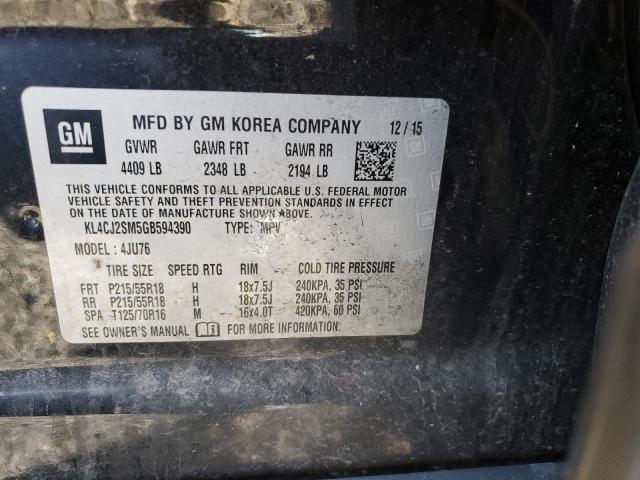 GM
MFD BY GM KOREA COMPANY 12 / 15
GVWR GAWR FRT GAWR RR
4409 LB 2348 LB 2194 LB
THIS VEHICLE CONFORMS TO ALL APPLICABLE U.S. FEDERAL MOTOR
VEHICLE SAFETY AND THEFT PREVENTION STANDARDS IN EFFECT
ON THE DATE OF MANUFACTURE SHOWN ABOVE.
KL4CJ2SM5GB594390 TYPE: MPV
MODEL: 4JU76
TIRE SIZE SPEED RTG RIM COLD TIRE PRESSURE
FRT P215/55R18 H 18x7.5J 240KPA, 35 PSI
RR P215/55R18 H 18x7.5J 240KPA, 35 PSI
SPA T125/70R16 M 16x4.0T 420KPA, 60 PSI
SEE OWNER'S MANUAL FOR MORE INFORMATION.